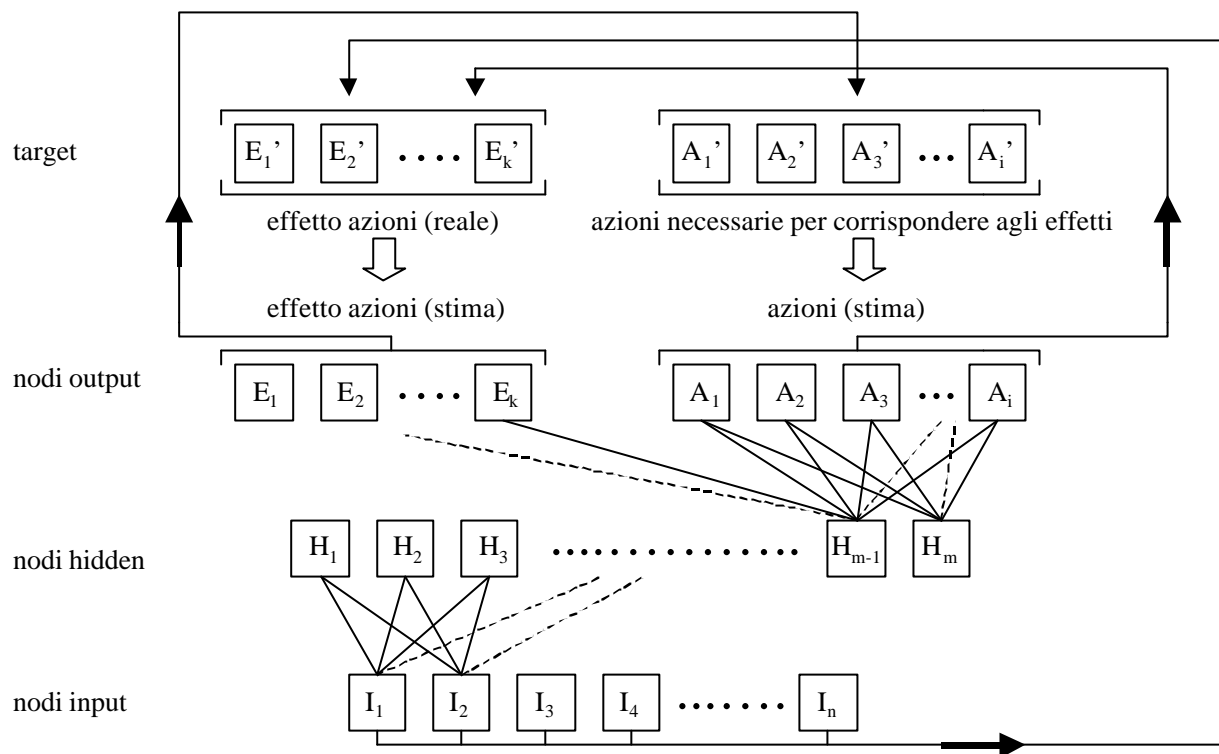 target
E1’ E2’ . . . . Ek’ A1’ A2’ A3’ ... Ai’
effetto azioni (reale) azioni necessarie per corrispondere agli effetti
effetto azioni (stima) azioni (stima)
nodi output
E1 E2 . . . . Ek A1 A2 A3 ... Ai
nodi hidden
H1 H2 H3 ............... Hm-1 Hm
nodi input
I1 I2 I3 I4 ....... In